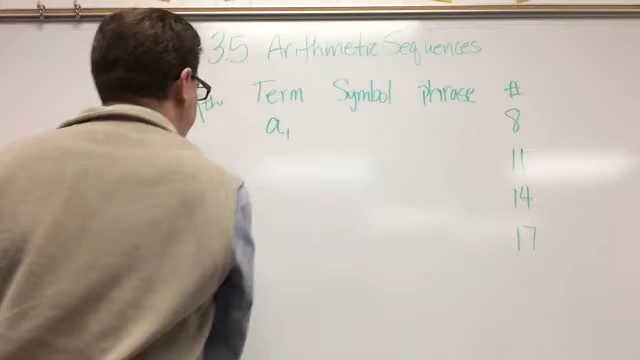 3.5 Arithmetic Sequences
Term Symbol phrase #
a₁ 8
11
14
17